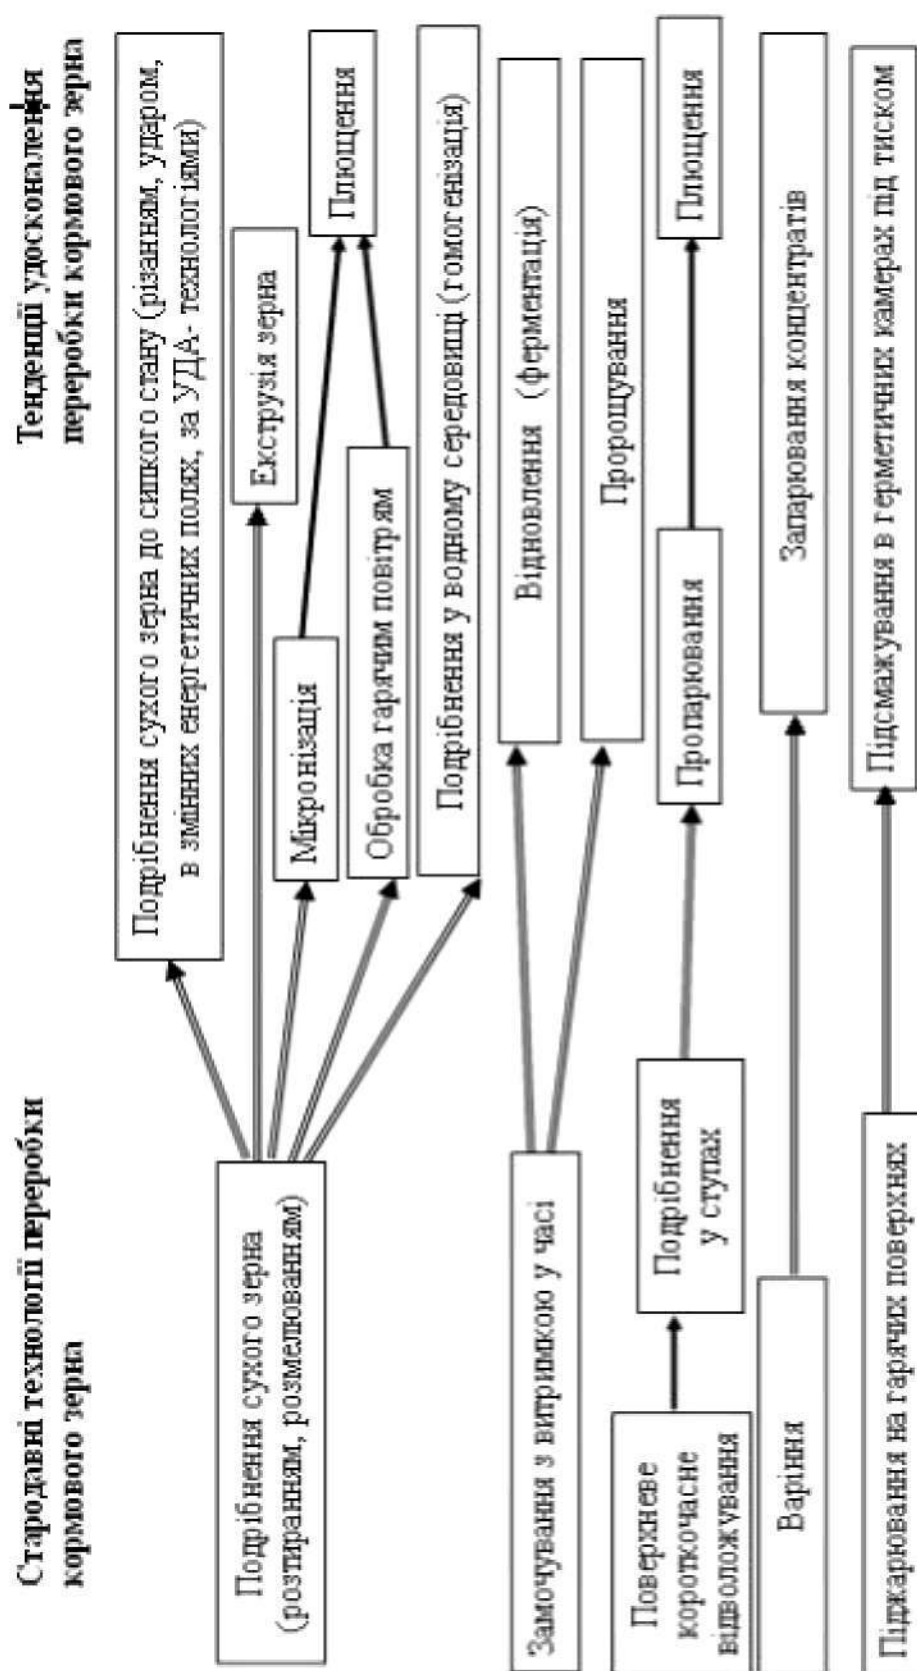 Стародавні технології переробки
кормового зерна
Тенденції удосконалення
переробки кормового зерна
Подрібнення сухого зерна
(розтиранням, розмелюванням)
Подрібнення сухого зерна до сипкого стану (різанням, ударом,
в змінних енергетичних полях, за УДА- технологіями)
Екструзія зерна
Мікронізація
Плющення
Обробка гарячим повітрям
Подрібнення у водному середовищі (гомогенізація)
Замочування з витримкою у часі
Відновлення (ферментація)
Пророщування
Поверхневе
короткочасне
відволожування
Подрібнення
у ступах
Пропарювання
Плющення
Варіння
Запарювання концентратів
Піджарювання на гарячих поверхнях
Підсмажування в герметичних камерах під тиском